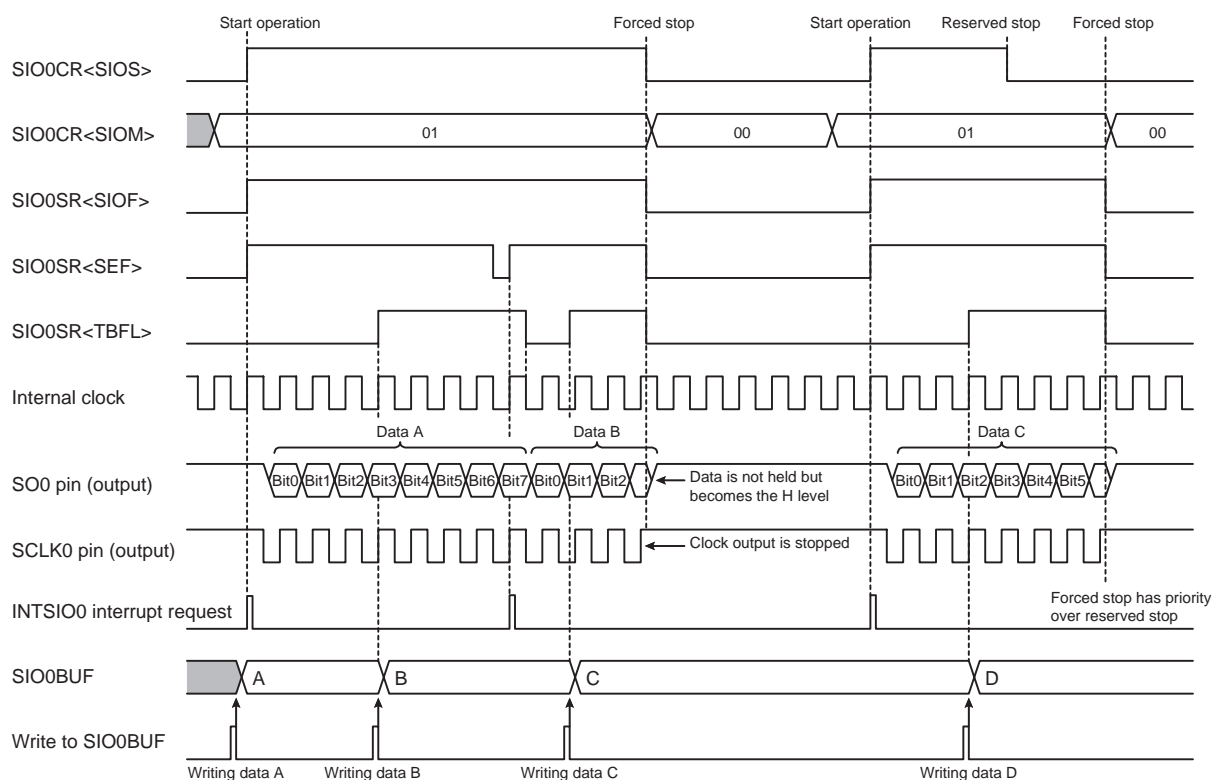 Start operation Forced stop Start operation Reserved stop Forced stop
SIO0CR<SIOS>
SIO0CR<SIOM> 01 00 01 00
SIO0SR<SIOF>
SIO0SR<SEF>
SIO0SR<TBFL>
Internal clock
Data A Data B Data C
SO0 pin (output) Bit0 Bit1 Bit2 Bit3 Bit4 Bit5 Bit6 Bit7 Bit0 Bit1 Bit2 Data is not held but Bit0 Bit1 Bit2 Bit3 Bit4 Bit5
becomes the H level
SCLK0 pin (output) Clock output is stopped
INTSIO0 interrupt request Forced stop has priority
over reserved stop
SIO0BUF A B C D
Write to SIO0BUF
Writing data A Writing data B Writing data C Writing data D